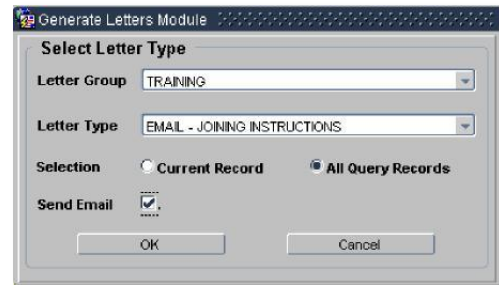 Generate Letters Module
Select Letter Type
Letter Group TRAINING
Letter Type EMAIL - JOINING INSTRUCTIONS
Selection Current Record All Query Records
Send Email .
OK Cancel